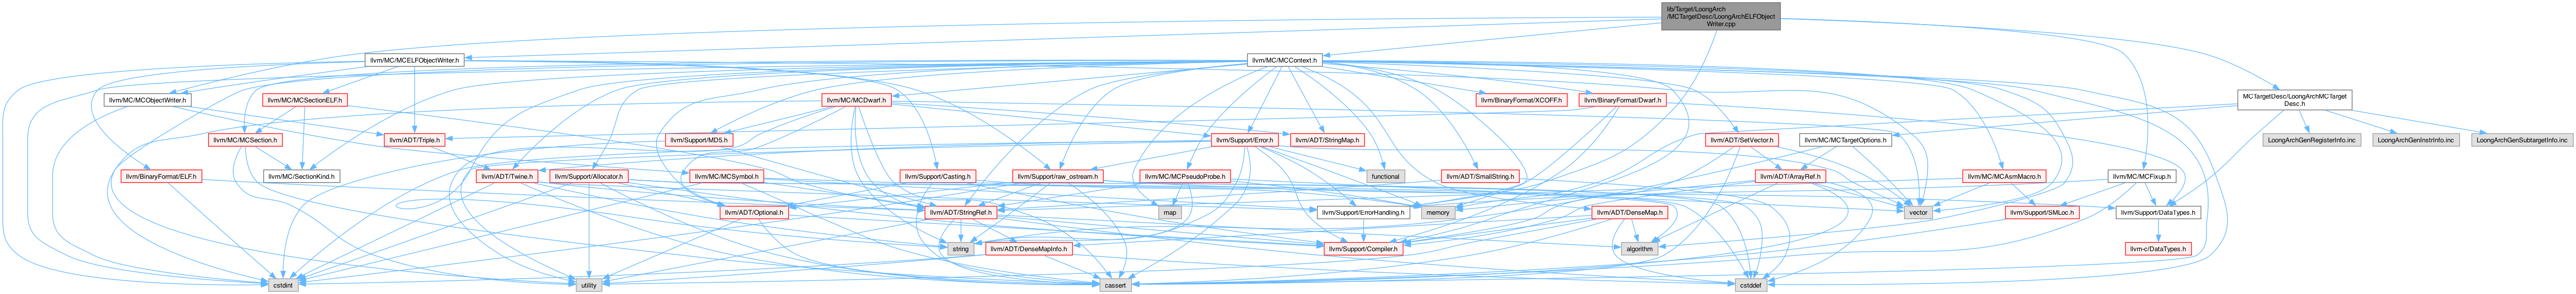 lib/Target/LoongArch
/MCTargetDesc/LoongArchELFObject
Writer.cpp
llvm/MC/MCELFObjectWriter.h
llvm/MC/MCContext.h
llvm/MC/MCObjectWriter.h
llvm/MC/MCSectionELF.h
llvm/MC/MCDwarf.h
llvm/BinaryFormat/XCOFF.h
llvm/BinaryFormat/Dwarf.h
MCTargetDesc/LoongArchMCTarget
Desc.h
llvm/MC/MCSection.h
llvm/ADT/Triple.h
llvm/Support/MD5.h
llvm/Support/Error.h
llvm/ADT/StringMap.h
llvm/ADT/SetVector.h
llvm/MC/MCTargetOptions.h
LoongArchGenRegisterInfo.inc
LoongArchGenInstrInfo.inc
LoongArchGenSubtargetInfo.inc
llvm/BinaryFormat/ELF.h
llvm/MC/SectionKind.h
llvm/ADT/Twine.h
llvm/Support/Allocator.h
llvm/MC/MCSymbol.h
llvm/Support/Casting.h
llvm/Support/raw_ostream.h
llvm/MC/MCPseudoProbe.h
functional
llvm/ADT/SmallString.h
llvm/ADT/ArrayRef.h
llvm/MC/MCAsmMacro.h
llvm/MC/MCFixup.h
llvm/ADT/Optional.h
llvm/ADT/StringRef.h
map
llvm/Support/ErrorHandling.h
memory
llvm/ADT/DenseMap.h
vector
llvm/Support/SMLoc.h
llvm/Support/DataTypes.h
string
llvm/ADT/DenseMapInfo.h
llvm/Support/Compiler.h
algorithm
llvm-c/DataTypes.h
cstdint
utility
cassert
cstddef